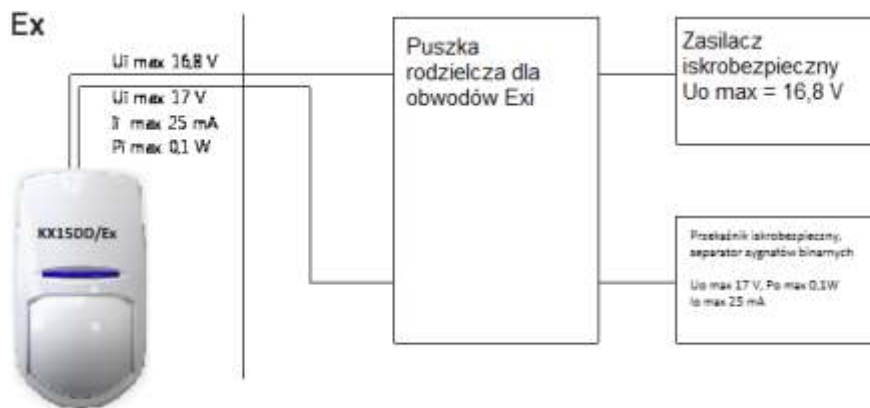 Ex
Ui max 16,8 V
Ui max 17 V
Ii max 25 mA
Pi max 0,1 W
KX15DD/Ex
Puszka
rodzielcza dla
obwodów Exi
Zasilacz
iskrobezpieczny
Uo max = 16,8 V
Przekaźnik iskrobezpieczny,
separator sygnałów binarnych
Uo max 17 V, Po max 0,1W
Io max 25 mA